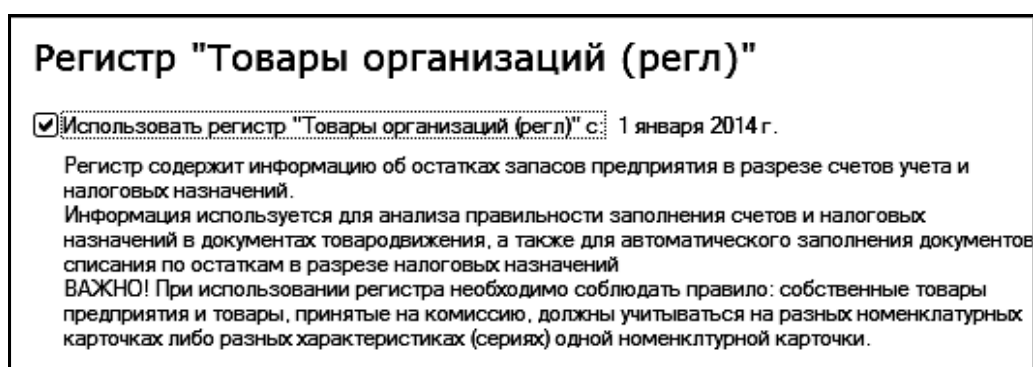 Регистр "Товары организаций (регл)"
Использовать регистр "Товары организаций (регл)" с: 1 января 2014 г.
Регистр содержит информацию об остатках запасов предприятия в разрезе счетов учета и
налоговых назначений.
Информация используется для анализа правильности заполнения счетов и налоговых
назначений в документах товародвижения, а также для автоматического заполнения документов
списания по остаткам в разрезе налоговых назначений
ВАЖНО! При использовании регистра необходимо соблюдать правило: собственные товары
предприятия и товары, принятые на комиссию, должны учитываться на разных номенклатурных
карточках либо разных характеристиках (сериях) одной номенклтурной карточки.